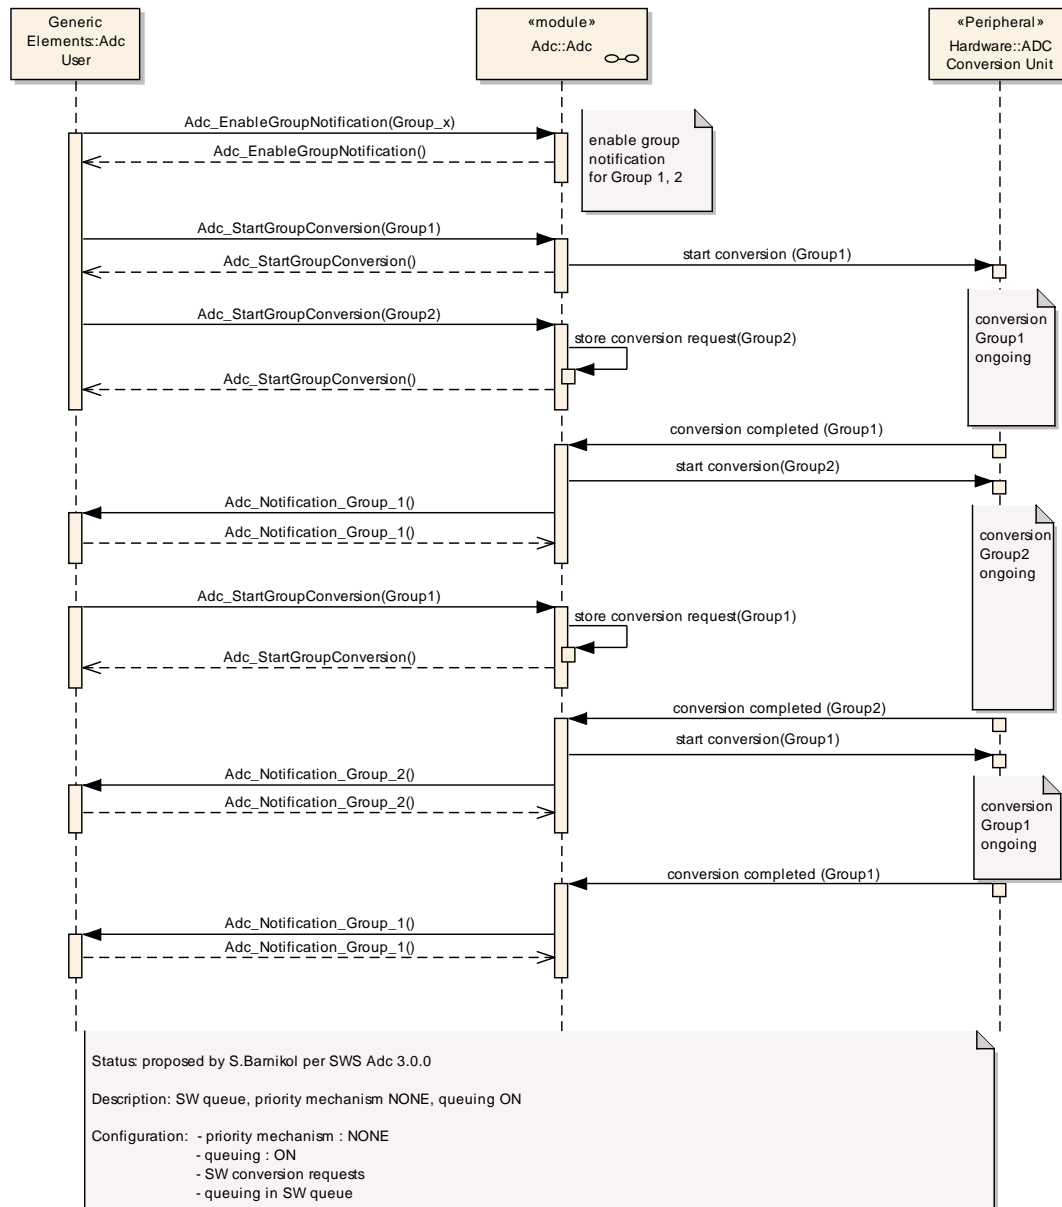 Generic
Elements::Adc
User
«module»
Adc::Adc
«Peripheral»
Hardware::ADC
Conversion Unit
Adc_EnableGroupNotification(Group_x)
Adc_EnableGroupNotification()
enable group
notification
for Group 1, 2
Adc_StartGroupConversion(Group1)
start conversion (Group1)
Adc_StartGroupConversion()
conversion
Group1
ongoing
Adc_StartGroupConversion(Group2)
store conversion request(Group2)
Adc_StartGroupConversion()
conversion completed (Group1)
start conversion(Group2)
Adc_Notification_Group_1()
Adc_Notification_Group_1()
conversion
Group2
ongoing
Adc_StartGroupConversion(Group1)
store conversion request(Group1)
Adc_StartGroupConversion()
conversion completed (Group2)
start conversion(Group1)
Adc_Notification_Group_2()
Adc_Notification_Group_2()
conversion
Group1
ongoing
conversion completed (Group1)
Adc_Notification_Group_1()
Adc_Notification_Group_1()
Status: proposed by S.Barnikol per SWS Adc 3.0.0
Description: SW queue, priority mechanism NONE, queuing ON
Configuration: - priority mechanism : NONE
- queuing : ON
- SW conversion requests
- queuing in SW queue